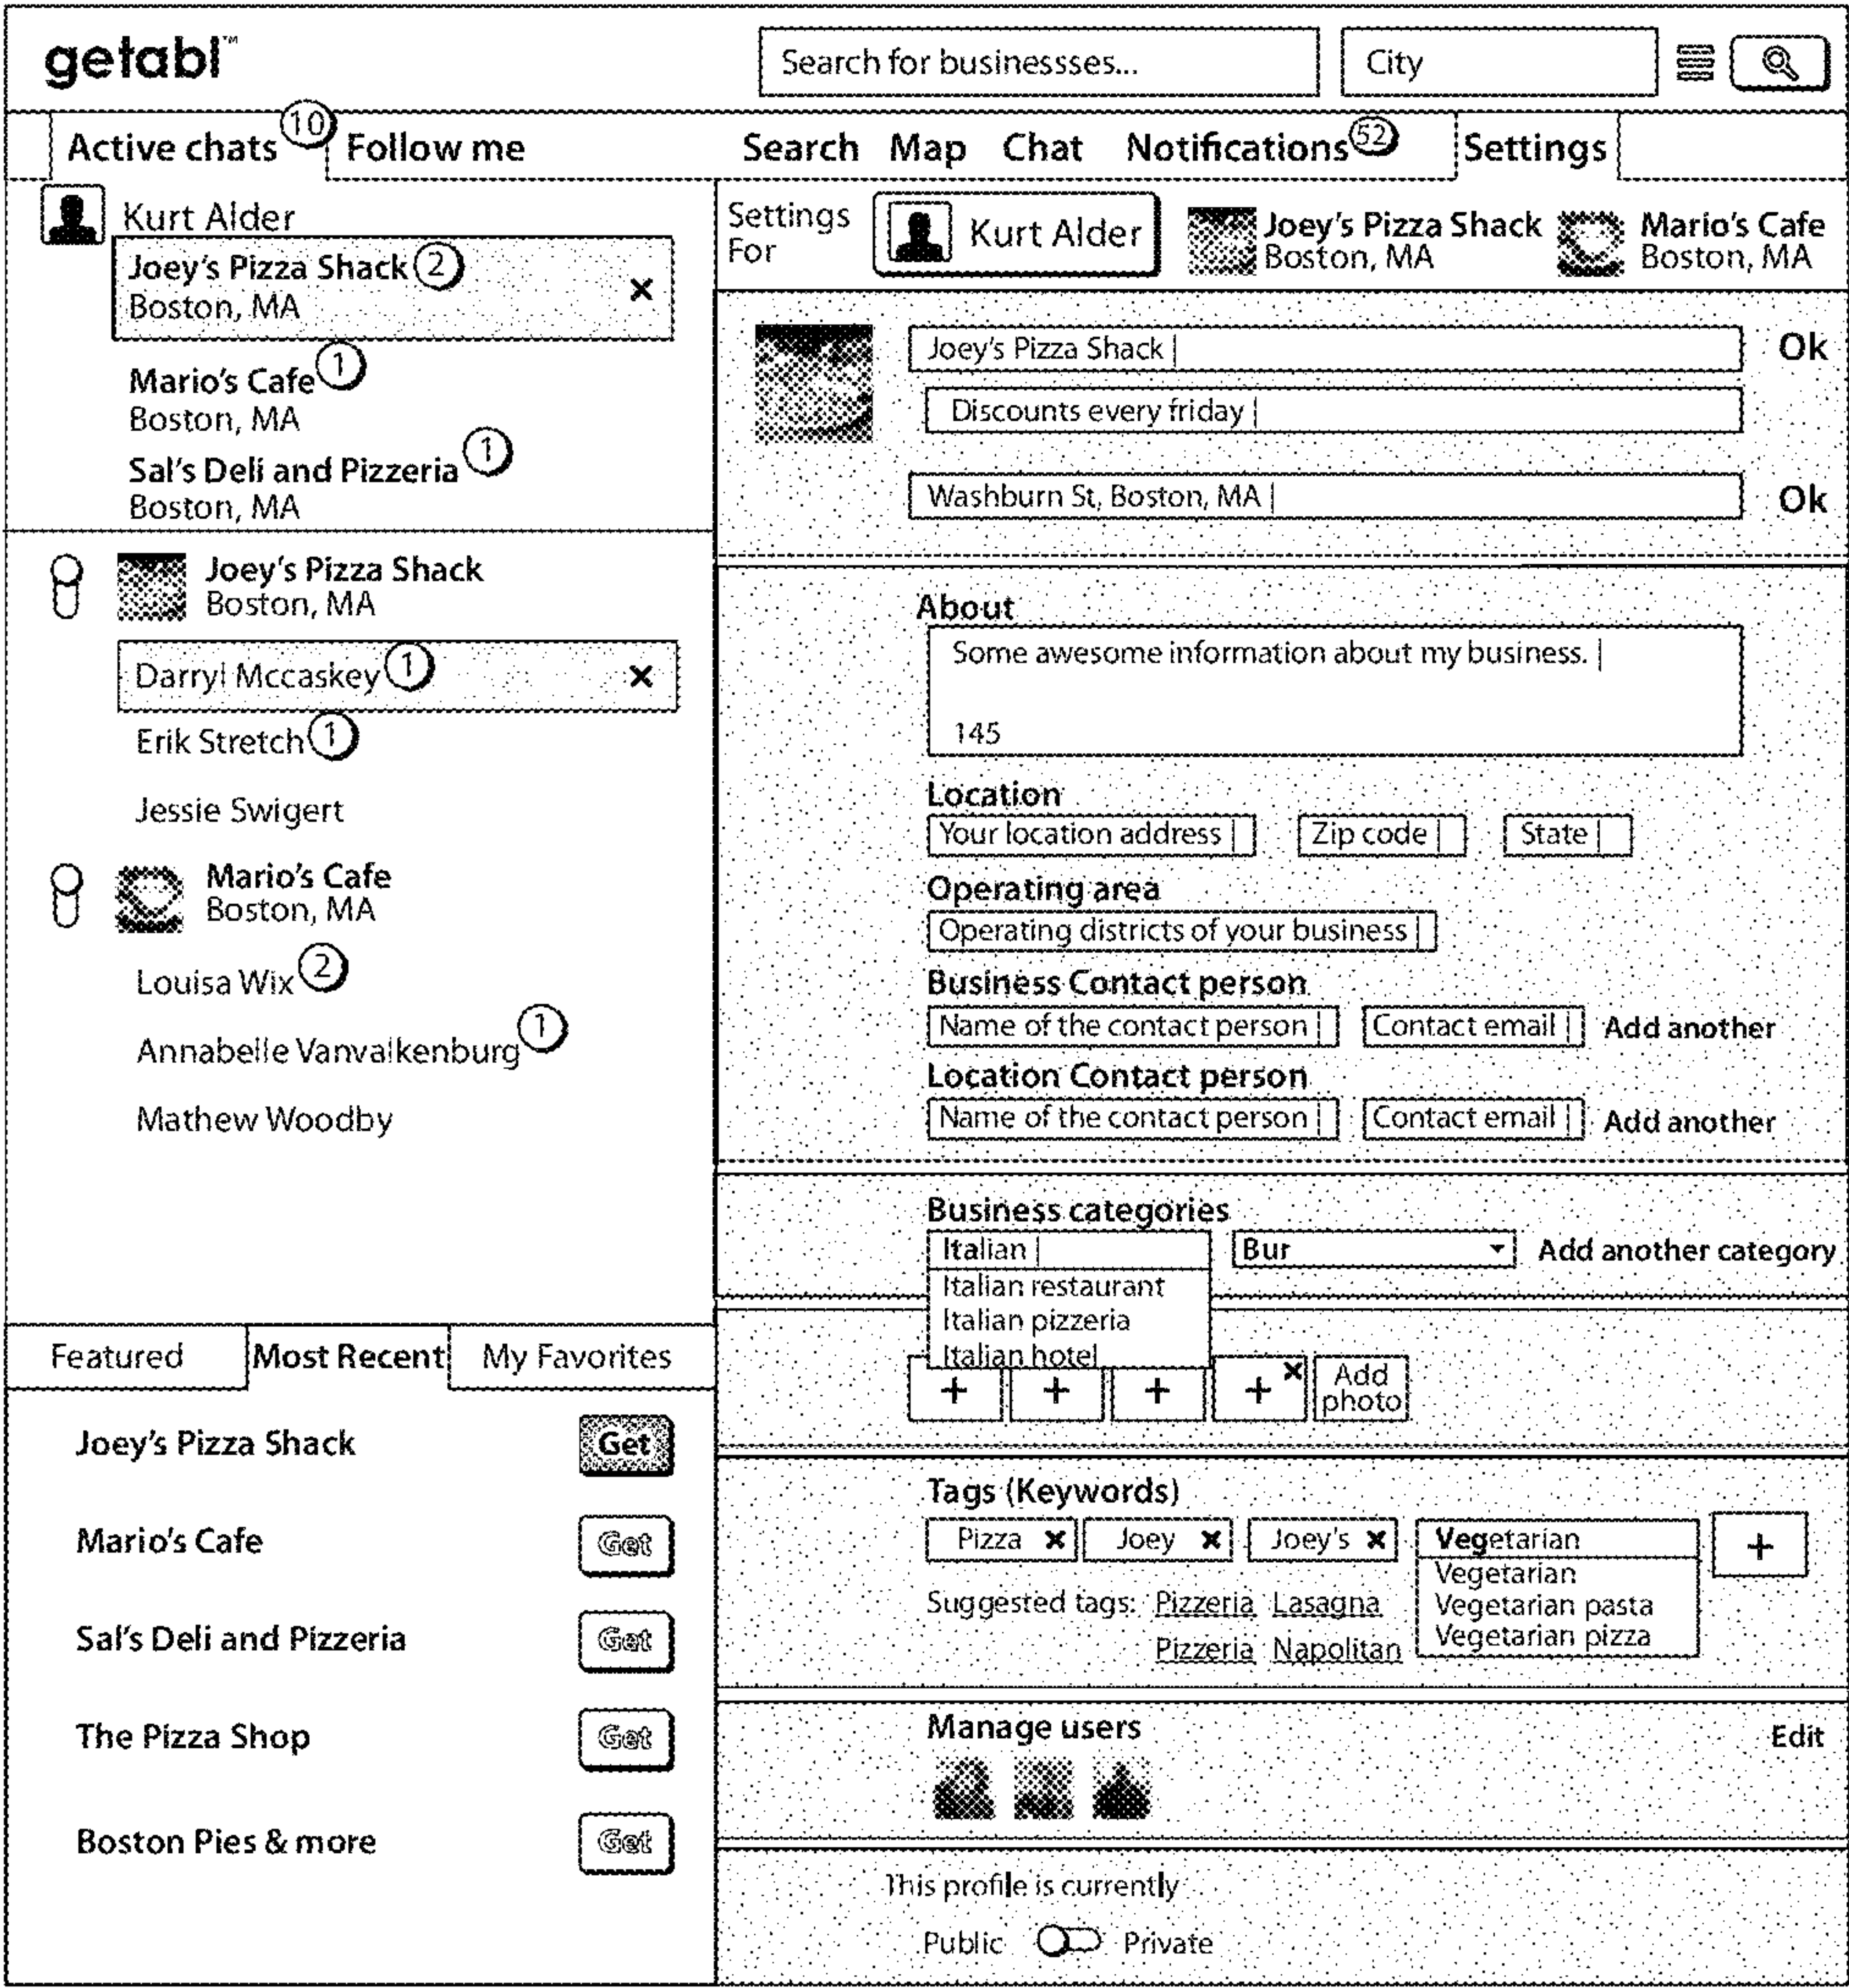 getabl™
Search for businessses...
City
Active chats 10
Follow me
Search Map Chat Notifications 52 Settings
Kurt Alder
Joey's Pizza Shack 2
Boston, MA
Mario's Cafe 1
Boston, MA
Sal's Deli and Pizzeria 1
Boston, MA
Joey's Pizza Shack
Boston, MA
Darryl Mccaskey 1
Erik Stretch 1
Jessie Swigert
Mario's Cafe
Boston, MA
Louisa Wix 2
Annabelle Vanvalkenburg 1
Mathew Woodby
Featured Most Recent My Favorites
Joey's Pizza Shack Get
Mario's Cafe Get
Sal's Deli and Pizzeria Get
The Pizza Shop Get
Boston Pies & more Get
Settings
For
Kurt Alder
Joey's Pizza Shack
Boston, MA
Mario's Cafe
Boston, MA
Joey's Pizza Shack Ok
Discounts every friday
Washburn St, Boston, MA Ok
About
Some awesome information about my business.
145
Location
Your location address Zip code State
Operating area
Operating districts of your business
Business Contact person
Name of the contact person Contact email Add another
Location Contact person
Name of the contact person Contact email Add another
Business categories
Italian Bur Add another category
Italian restaurant
Italian pizzeria
Italian hotel
+ + + + × Add
photo
Tags (Keywords)
Pizza × Joey × Joey's × Vegetarian +
Vegetarian
Vegetarian pasta
Vegetarian pizza
Suggested tags: Pizzeria Lasagna
Pizzeria Napolitan
Manage users Edit
This profile is currently
Public Private